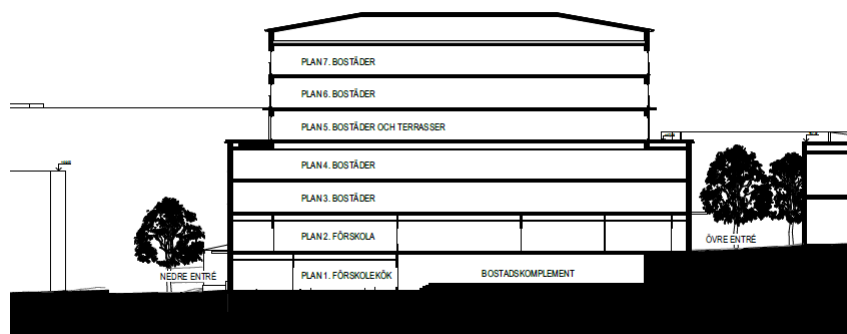 PLAN 7. BOSTÄDER
PLAN 6. BOSTÄDER
PLAN 5. BOSTÄDER OCH TERRASSER
PLAN 4. BOSTÄDER
PLAN 3. BOSTÄDER
PLAN 2. FÖRSKOLA
ÖVRE ENTRÉ
NEDRE ENTRÉ
PLAN 1. FÖRSKOLEKÖK
BOSTADSKOMPLEMENT